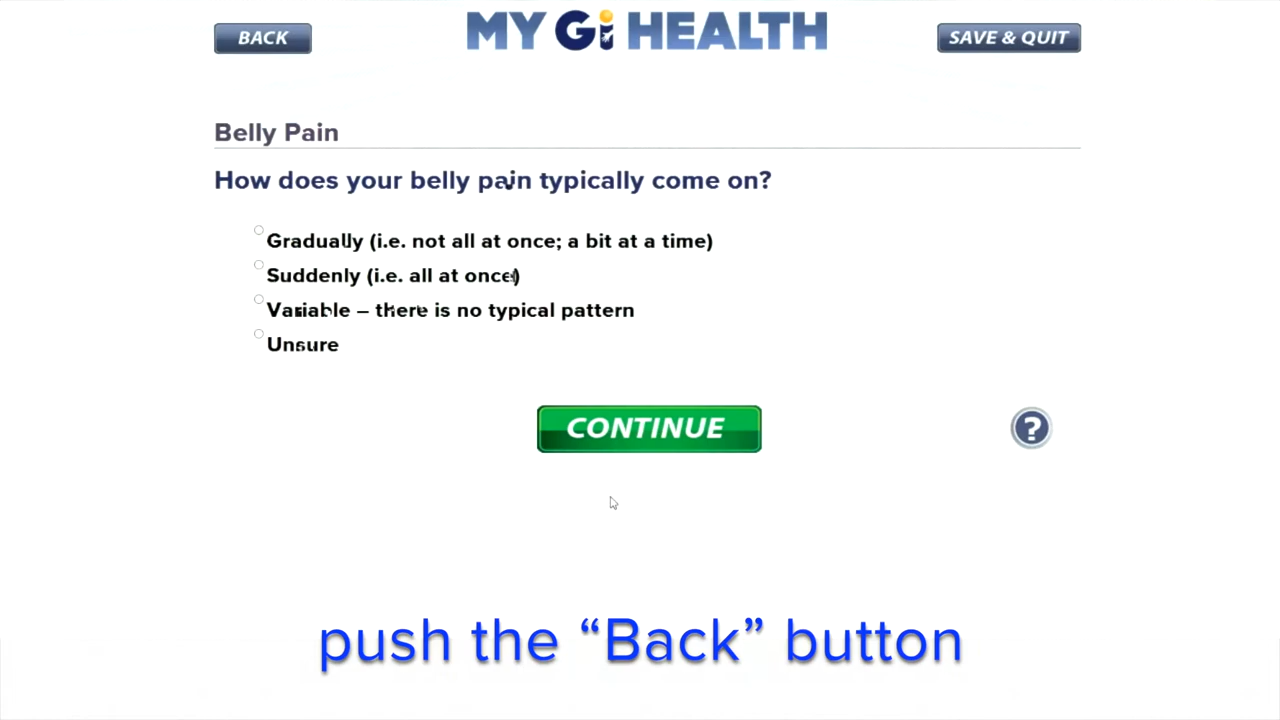 BACK
MY Gi HEALTH
SAVE & QUIT
Belly Pain
How does your belly pain typically come on?
Gradually (i.e. not all at once; a bit at a time)
Suddenly (i.e. all at once)
Variable – there is no typical pattern
Unsure
CONTINUE
?
push the “Back” button